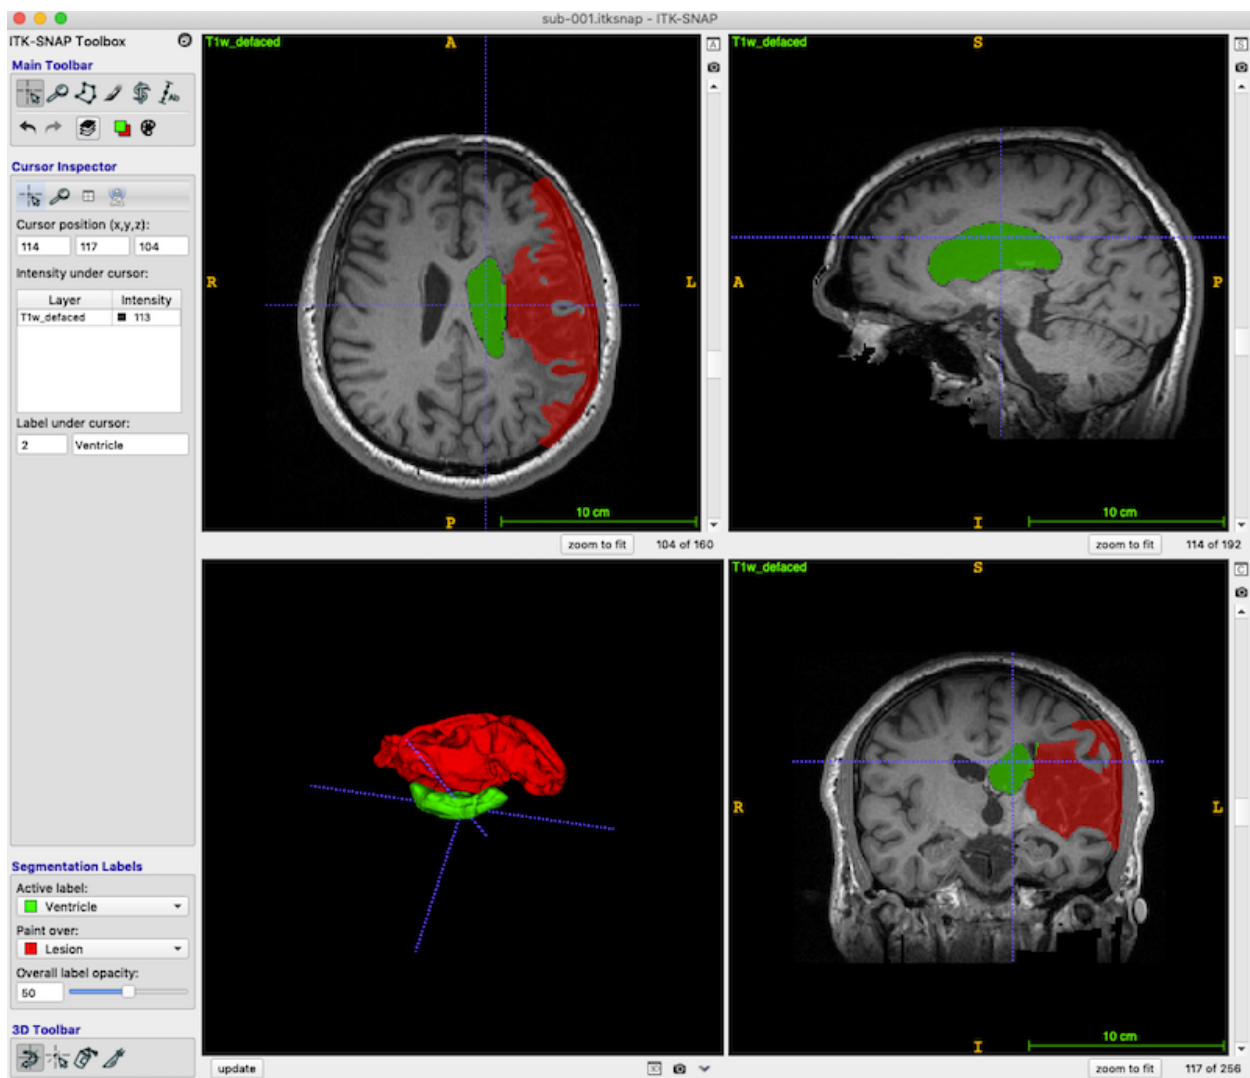 sub-001.itksnap - ITK-SNAP
ITK-SNAP Toolbox
Main Toolbar
Cursor Inspector
Cursor position (x,y,z):
114 117 104
Intensity under cursor:
Layer Intensity
T1w_defaced 113
Label under cursor:
2 Ventricle
Segmentation Labels
Active label:
Ventricle
Paint over:
Lesion
Overall label opacity:
50
3D Toolbar
T1w_defaced
A
R
L
P
10 cm
A
zoom to fit 104 of 160
T1w_defaced
S
A
P
I
10 cm
S
zoom to fit 114 of 192
update
3D
T1w_defaced
S
R
L
I
10 cm
C
zoom to fit 117 of 256